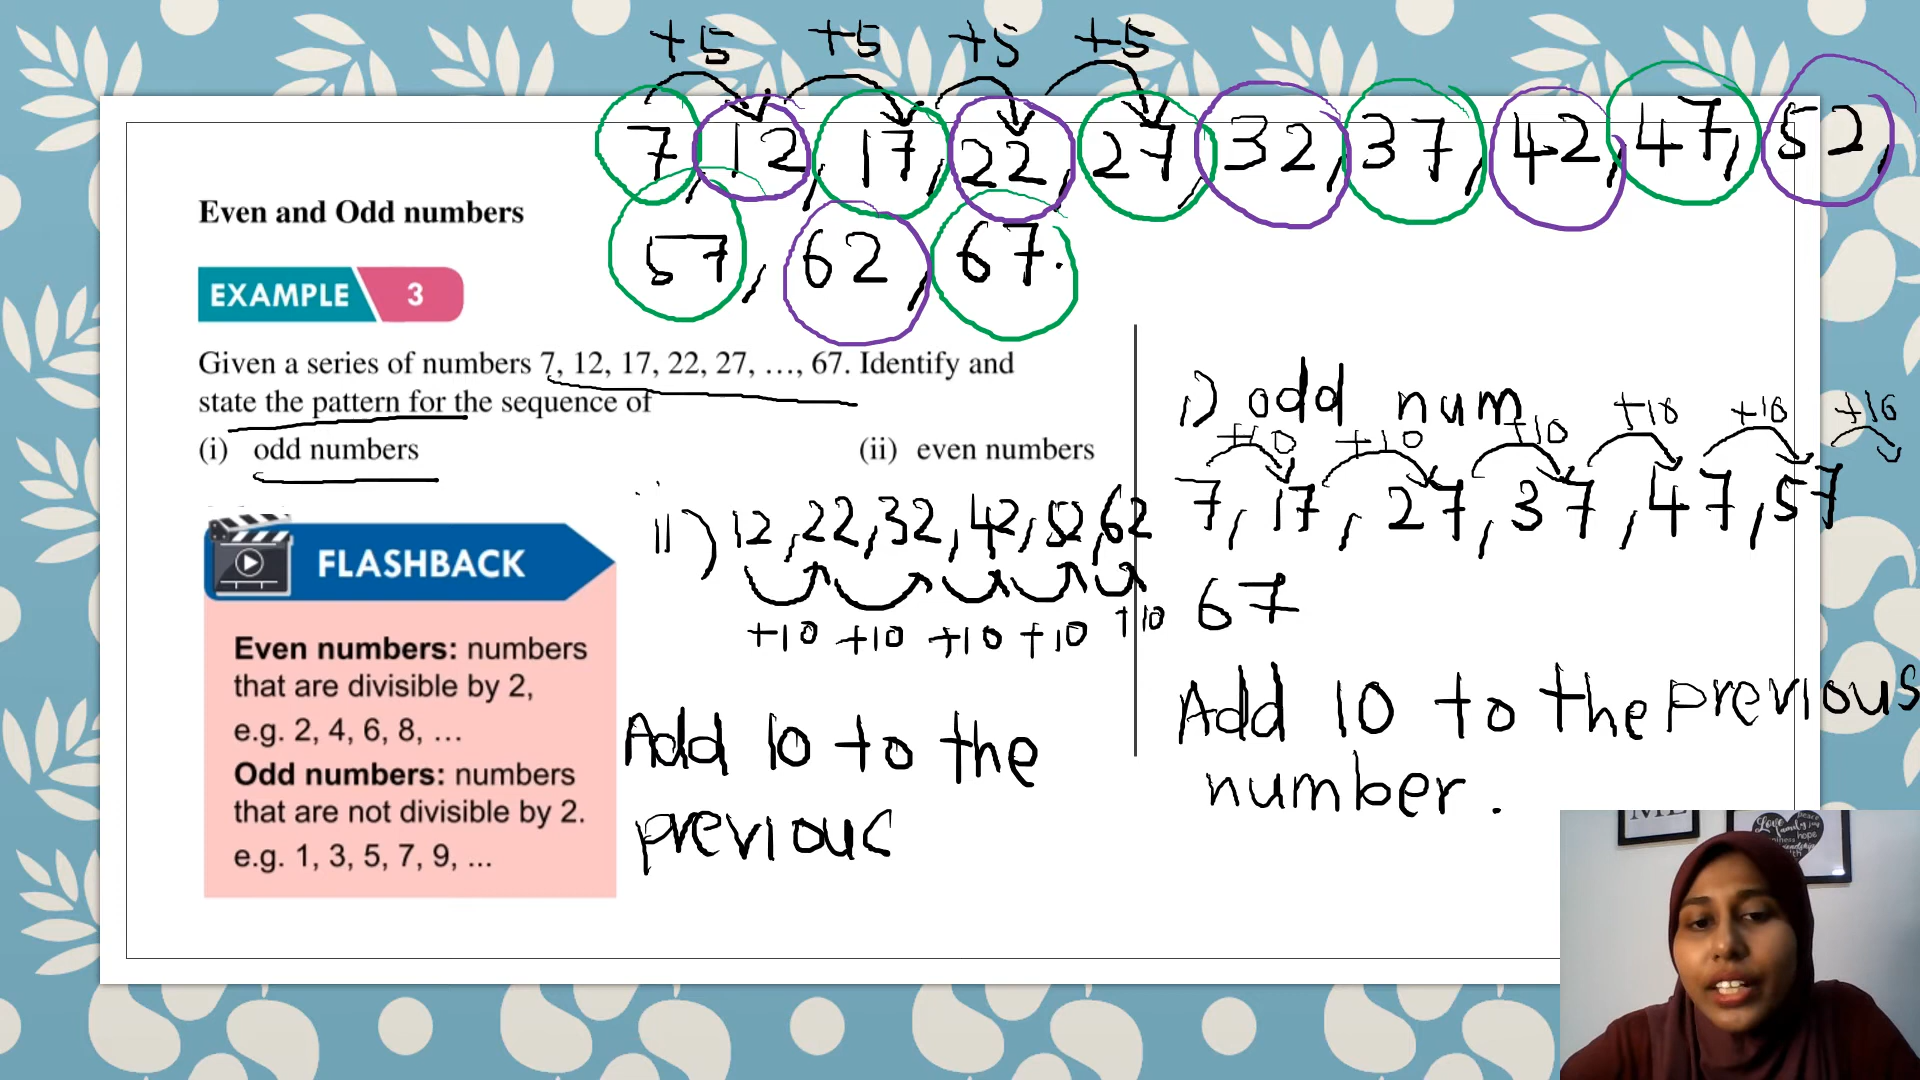 +5 +5 +5 +5
7, 12, 17, 22, 27, 32, 37, 42, 47, 52,
57, 62, 67.
Even and Odd numbers
EXAMPLE 3
Given a series of numbers 7, 12, 17, 22, 27, …, 67. Identify and
state the pattern for the sequence of
(i) odd numbers
(ii) even numbers
FLASHBACK
Even numbers: numbers
that are divisible by 2,
e.g. 2, 4, 6, 8, …
Odd numbers: numbers
that are not divisible by 2.
e.g. 1, 3, 5, 7, 9, ...
ii) 12, 22, 32, 42, 52, 62
+10 +10 +10 +10 +10
Add 10 to the
previouc
i) odd num
+10 +10 +10 +10 +10 +10
7, 17, 27, 37, 47, 57
67
Add 10 to the previous
number.
Love
family
hope